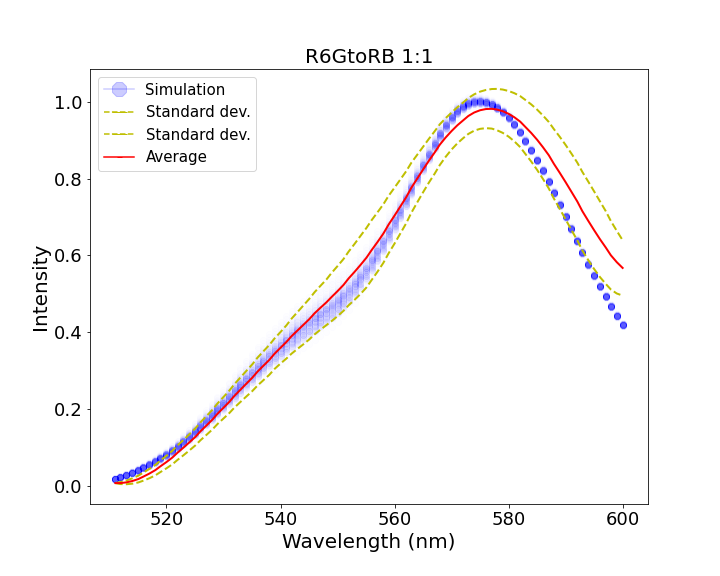 R6GtoRB 1:1
Simulation
Standard dev.
Standard dev.
Average
Intensity
1.0
0.8
0.6
0.4
0.2
0.0
520 540 560 580 600
Wavelength (nm)